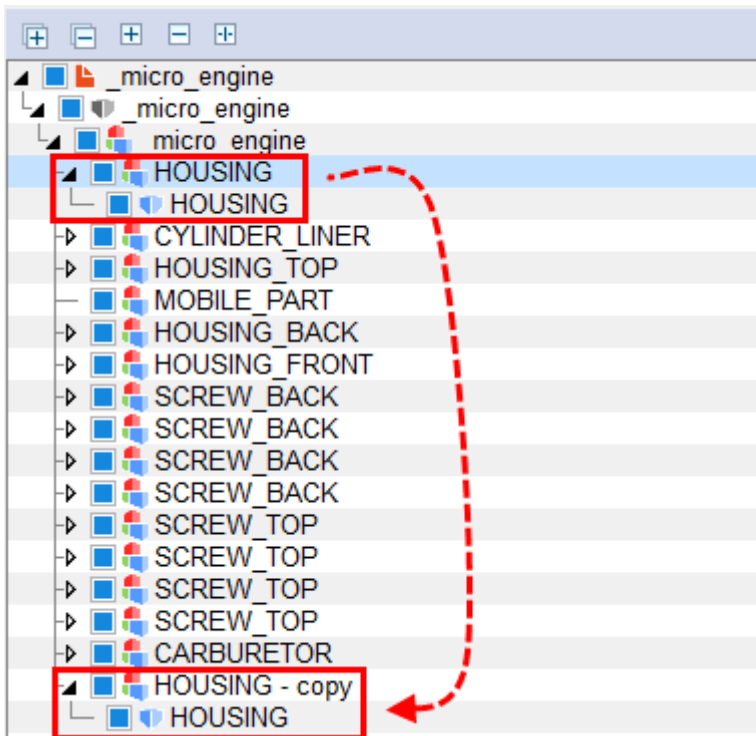 _micro_engine
_micro_engine
_micro_engine
HOUSING
HOUSING
CYLINDER_LINER
HOUSING_TOP
MOBILE_PART
HOUSING_BACK
HOUSING_FRONT
SCREW_BACK
SCREW_BACK
SCREW_BACK
SCREW_BACK
SCREW_TOP
SCREW_TOP
SCREW_TOP
SCREW_TOP
CARBURETOR
HOUSING - copy
HOUSING